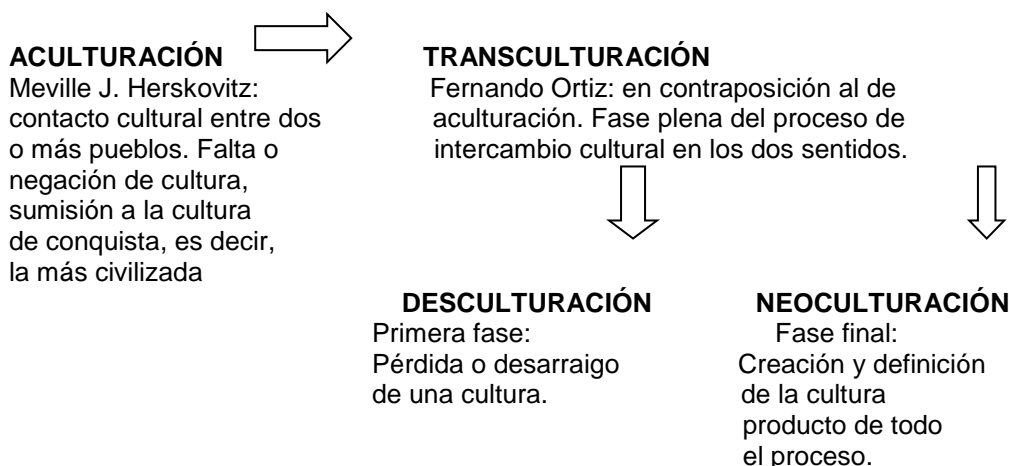 ACULTURACIÓN
Meville J. Herskovitz:
contacto cultural entre dos
o más pueblos. Falta o
negación de cultura,
sumisión a la cultura
de conquista, es decir,
la más civilizada
TRANSCULTURACIÓN
Fernando Ortiz: en contraposición al de
aculturación. Fase plena del proceso de
intercambio cultural en los dos sentidos.
DESCULTURACIÓN
Primera fase:
Pérdida o desarraigo
de una cultura.
NEOCULTURACIÓN
Fase final:
Creación y definición
de la cultura
producto de todo
el proceso.